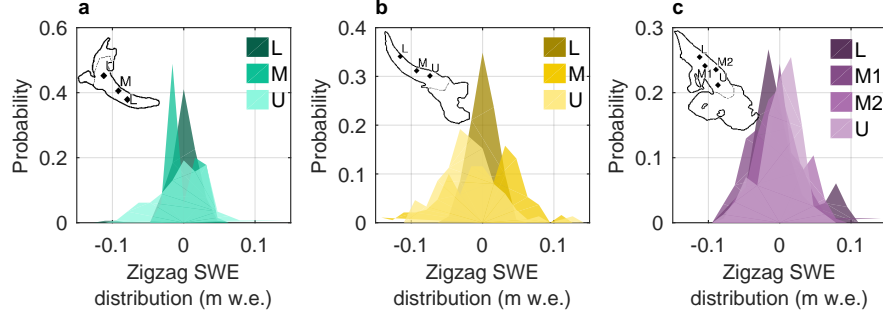 a
0.6
0.4
0.2
0
Probability
L
M
U
U
M
L
-0.1
0
0.1
Zigzag SWE
distribution (m w.e.)
b
0.4
0.3
0.2
0.1
0
Probability
L
M
U
L
M
U
-0.1
0
0.1
Zigzag SWE
distribution (m w.e.)
c
0.3
0.2
0.1
0
Probability
L
M1
M2
U
L
M1
M2
U
-0.1
0
0.1
Zigzag SWE
distribution (m w.e.)